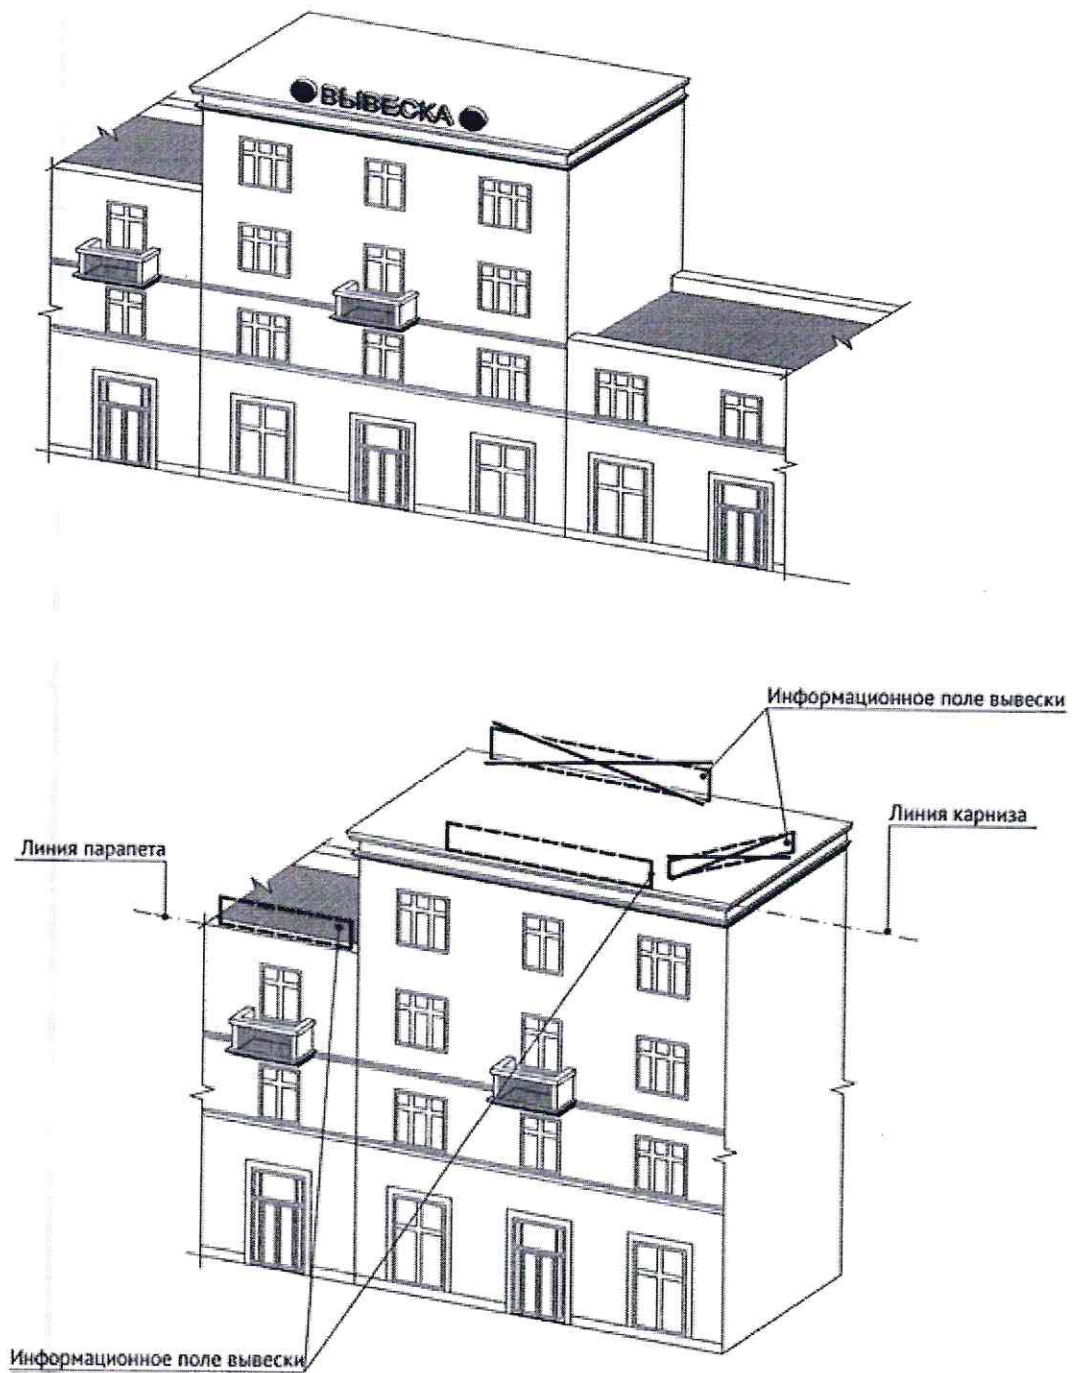 ВЫВЕСКА
Информационное поле вывески
Линия карниза
Линия парапета
Информационное поле вывески